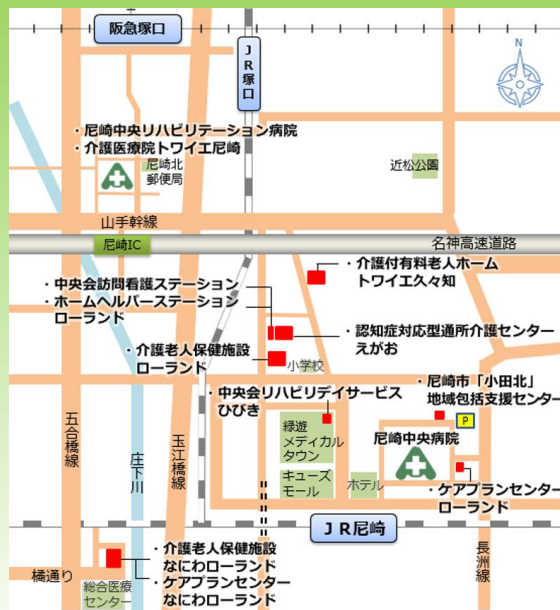 阪急塚口
JR塚口
N
・尼崎中央リハビリテーション病院
・介護医療院トワイエ尼崎
尼崎北
郵便局
近松公園
山手幹線
尼崎IC
名神高速道路
・介護付有料老人ホーム
トワイエ久々知
・中央会訪問看護ステーション
・ホームヘルパーステーション
ローランド
・認知症対応型通所介護センター
えがお
・介護老人保健施設
ローランド
小学校
・中央会リハビリデイサービス
ひびき
・尼崎市「小田北」
地域包括支援センター
P
緑遊
メディカル
タウン
尼崎中央病院
キューズ
モール
ホテル
・ケアプランセンター
ローランド
五合橋線
庄下川
玉江橋線
JR尼崎
長洲線
・介護老人保健施設
なにわローランド
・ケアプランセンター
なにわローランド
橘通り
総合医療
センター